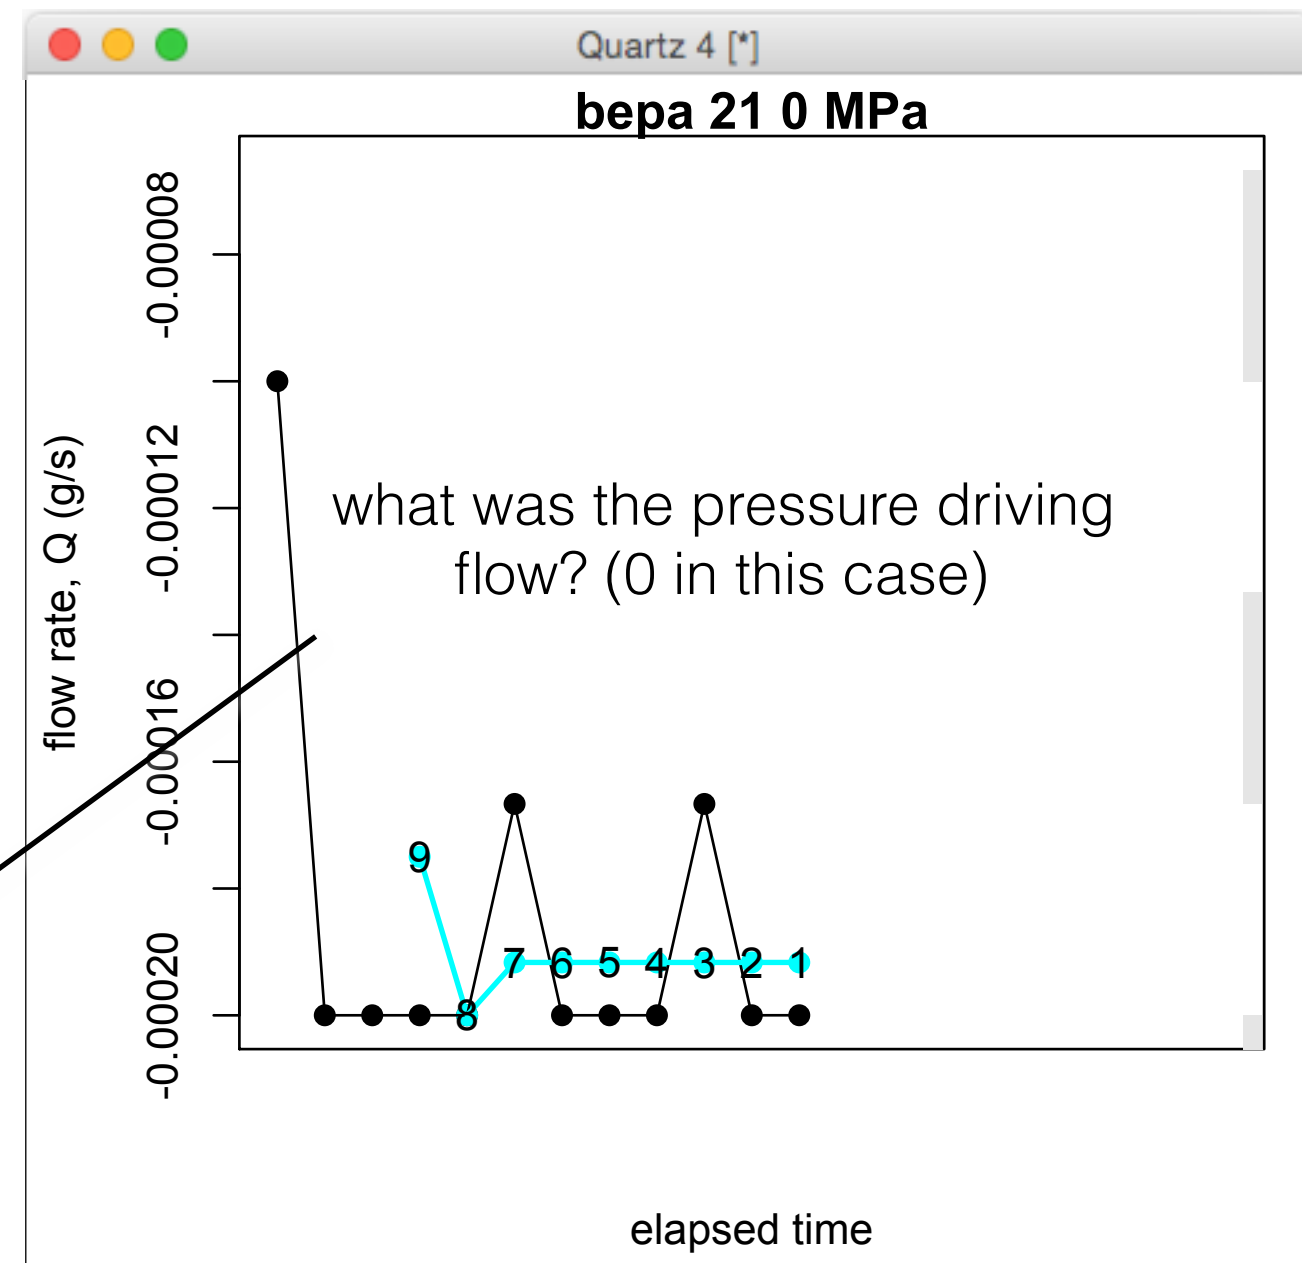 Quartz 4 [*]
bepa 21 0 MPa
-0.00008
-0.00012
-0.00016
-0.00020
flow rate, Q (g/s)
what was the pressure driving
flow? (0 in this case)
9
8
7 6 5 4 3 2 1
elapsed time